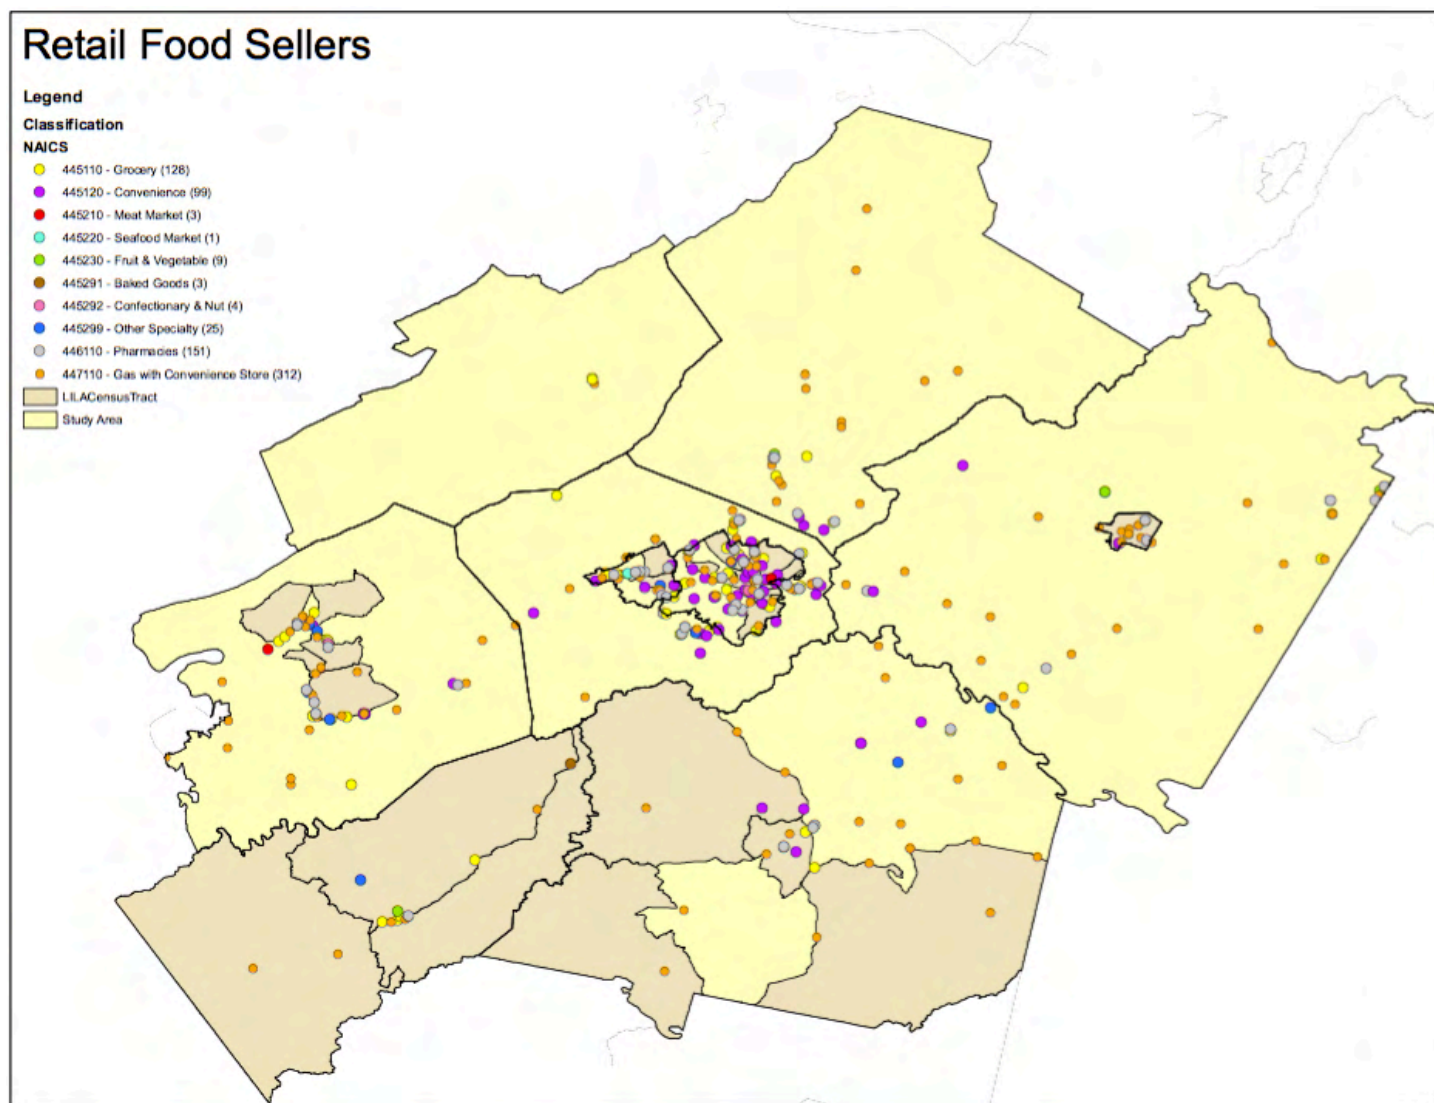 Retail Food Sellers
Legend
Classification
NAICS
445110 - Grocery (128)
445120 - Convenience (99)
445210 - Meat Market (3)
445220 - Seafood Market (1)
445230 - Fruit & Vegetable (9)
445291 - Baked Goods (3)
445292 - Confectionary & Nut (4)
445299 - Other Specialty (25)
446110 - Pharmacies (151)
447110 - Gas with Convenience Store (312)
LILACensusTract
Study Area